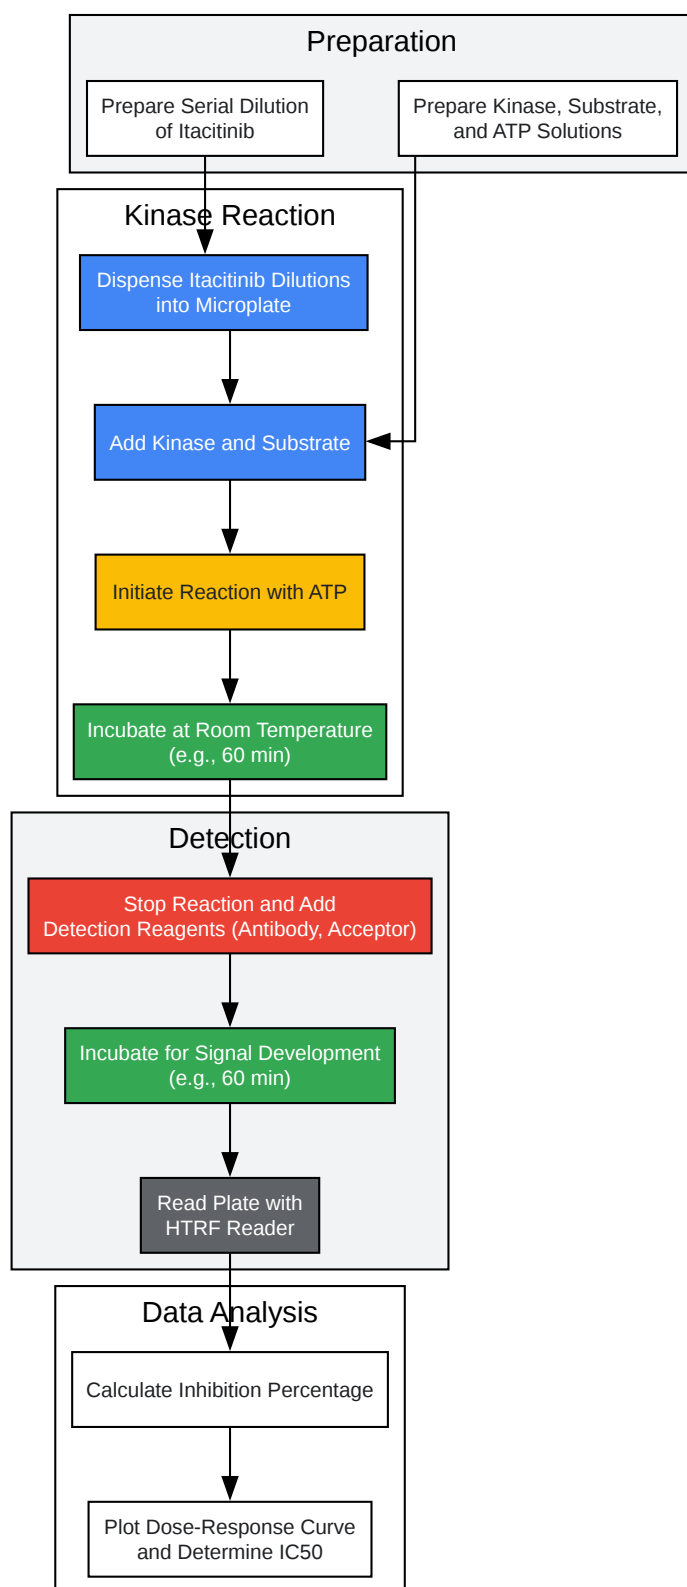 Preparation
Prepare Serial Dilution
of Itacitinib
Prepare Kinase, Substrate,
and ATP Solutions
Kinase Reaction
Dispense Itacitinib Dilutions
into Microplate
Add Kinase and Substrate
Initiate Reaction with ATP
Incubate at Room Temperature
(e.g., 60 min)
Detection
Stop Reaction and Add
Detection Reagents (Antibody, Acceptor)
Incubate for Signal Development
(e.g., 60 min)
Read Plate with
HTRF Reader
Data Analysis
Calculate Inhibition Percentage
Plot Dose-Response Curve
and Determine IC50